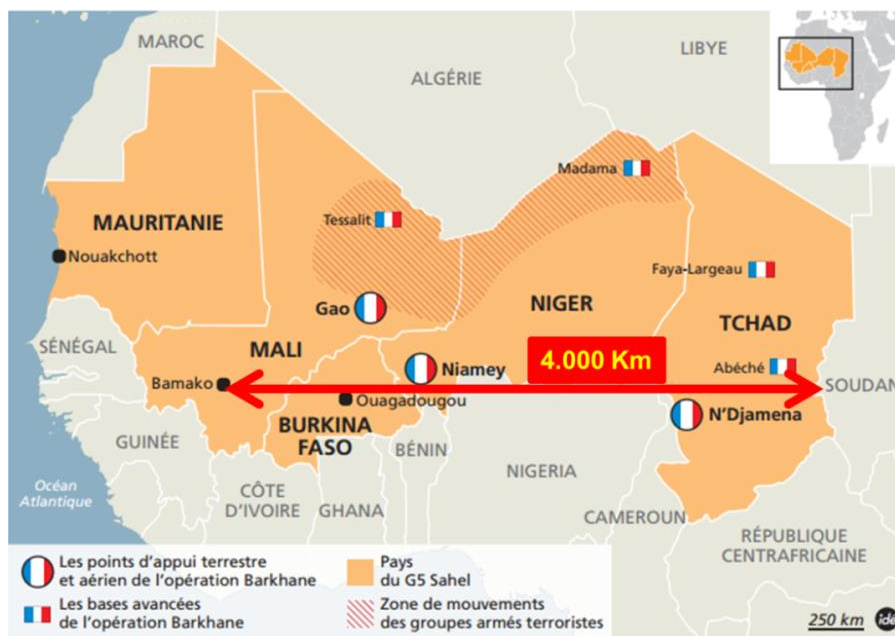 MAROC
LIBYE
ALGÉRIE
Madama
Tessalit
MAURITANIE
Nouakchott
Faya-Largeau
Gao
NIGER
TCHAD
SÉNÉGAL
MALI
4.000 Km
Abéché
Niamey
Bamako
SOUDAN
Ouagadougou
N'Djamena
BURKINA
FASO
GUINÉE
BÉNIN
NIGERIA
Océan
Atlantique
CÔTE
D'IVOIRE
GHANA
CAMEROUN
RÉPUBLIQUE
CENTRAFRICAINE
Les points d'appui terrestre
et aérien de l'opération Barkhane
Pays
du G5 Sahel
Les bases avancées
de l'opération Barkhane
Zone de mouvements
des groupes armés terroristes
250 km